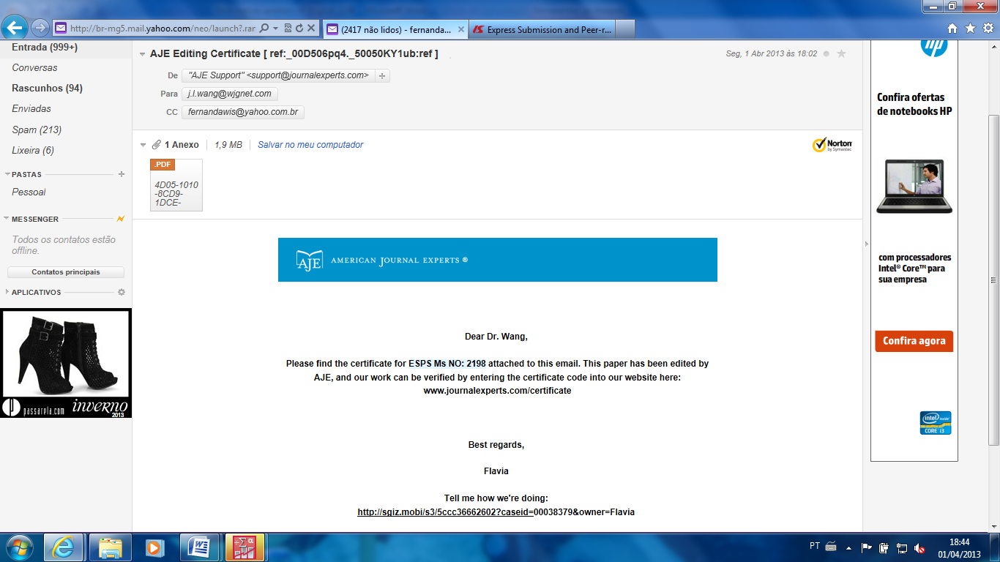 http://br-mg5.mail.yahoo.com/neo/launch?.ran
(2417 não lidos) - fernanda...
Express Submission and Peer-r...
Entrada (999+)
Conversas
Rascunhos (94)
Enviadas
Spam (213)
Lixeira (6)
PASTAS
Pessoal
MESSENGER
Todos os contatos estão
offline.
Contatos principais
APLICATIVOS
passarela.com inverno
2013
AJE Editing Certificate [ ref:_00D506pq4._50050KY1ub:ref ]
Seg, 1 Abr 2013 às 18:02
De "AJE Support" <support@journalexperts.com>
Para j.l.wang@wjgnet.com
CC fernandawis@yahoo.com.br
1 Anexo 1,9 MB Salvar no meu computador
Norton
by Symantec
.PDF
4D05-1010
-8CD9-
1DCE-
AJE AMERICAN JOURNAL EXPERTS ®
Dear Dr. Wang,
Please find the certificate for ESPS Ms NO: 2198 attached to this email. This paper has been edited by
AJE, and our work can be verified by entering the certificate code into our website here:
www.journalexperts.com/certificate
Best regards,
Flavia
Tell me how we're doing:
http://sgiz.mobi/s3/5ccc36662602?caseid=00038379&owner=Flavia
hp
Confira ofertas
de notebooks HP
com processadores
Intel® Core™ para
sua empresa
Confira agora
intel inside
CORE i3
PT
18:44
01/04/2013